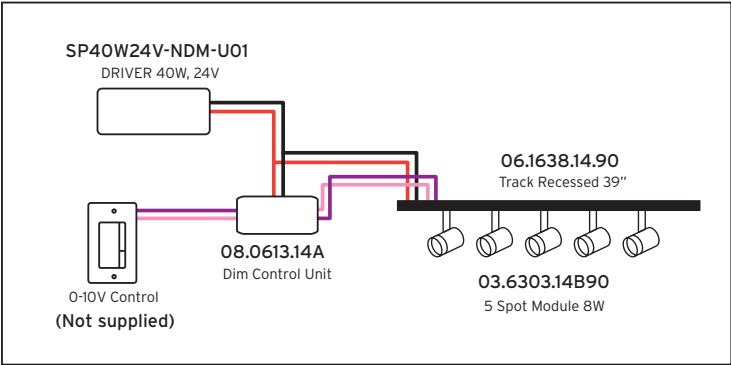 SP40W24V-NDM-U01
DRIVER 40W, 24V
06.1638.14.90
Track Recessed 39”
08.0613.14A
Dim Control Unit
03.6303.14B90
5 Spot Module 8W
0-10V Control
(Not supplied)